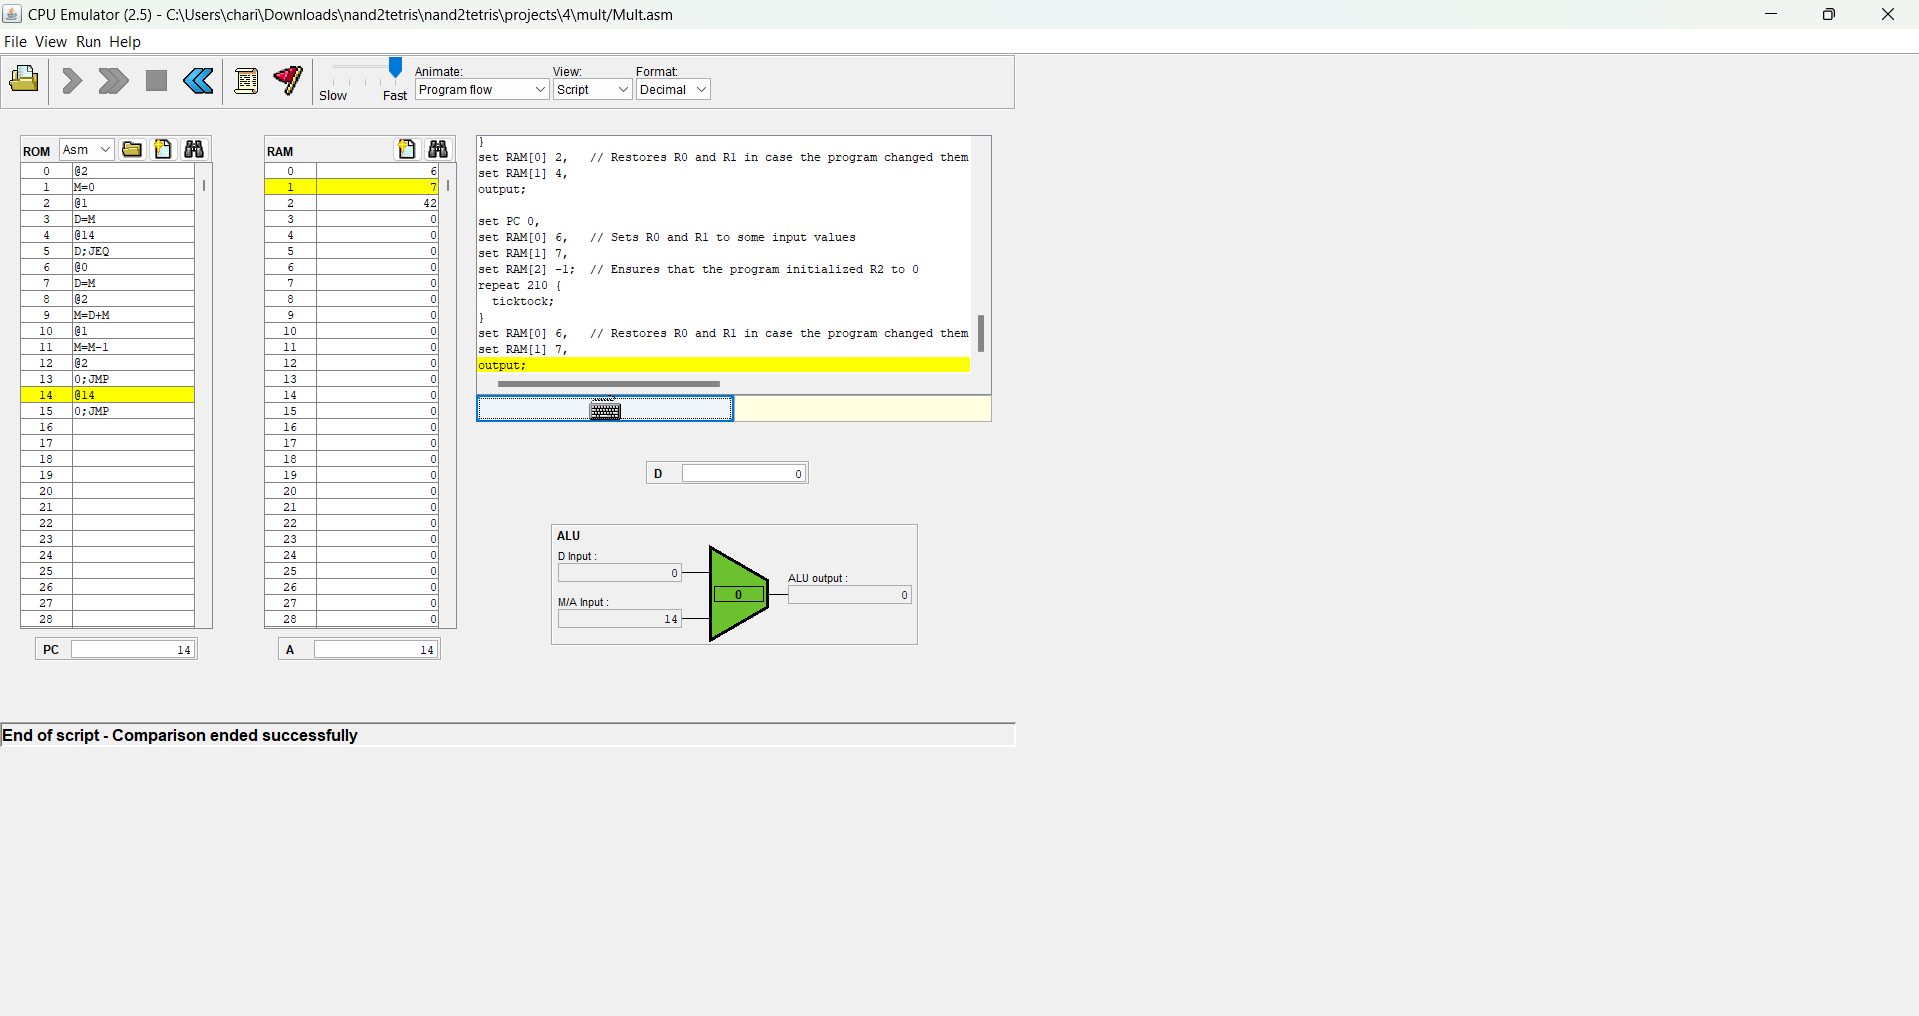 CPU Emulator (2.5) - C:\Users\chari\Downloads\nand2tetris\nand2tetris\projects\4\mult/Mult.asm
File View Run Help
Slow Fast
Animate:
Program flow
View:
Script
Format:
Decimal
ROM Asm
0 @2
1 M=0
2 @1
3 D=M
4 @14
5 D;JEQ
6 @0
7 D=M
8 @2
9 M=D+M
10 @1
11 M=M-1
12 @2
13 0;JMP
14 @14
15 0;JMP
16
17
18
19
20
21
22
23
24
25
26
27
28
PC 14
RAM
0 6
1 7
2 42
3 0
4 0
5 0
6 0
7 0
8 0
9 0
10 0
11 0
12 0
13 0
14 0
15 0
16 0
17 0
18 0
19 0
20 0
21 0
22 0
23 0
24 0
25 0
26 0
27 0
28 0
A 14
}
set RAM[0] 2, // Restores R0 and R1 in case the program changed them
set RAM[1] 4,
output;
set PC 0,
set RAM[0] 6, // Sets R0 and R1 to some input values
set RAM[1] 7,
set RAM[2] -1; // Ensures that the program initialized R2 to 0
repeat 210 {
ticktock;
}
set RAM[0] 6, // Restores R0 and R1 in case the program changed them
set RAM[1] 7,
output;
D 0
ALU
D Input :
0
M/A Input :
14
0
ALU output :
0
End of script - Comparison ended successfully